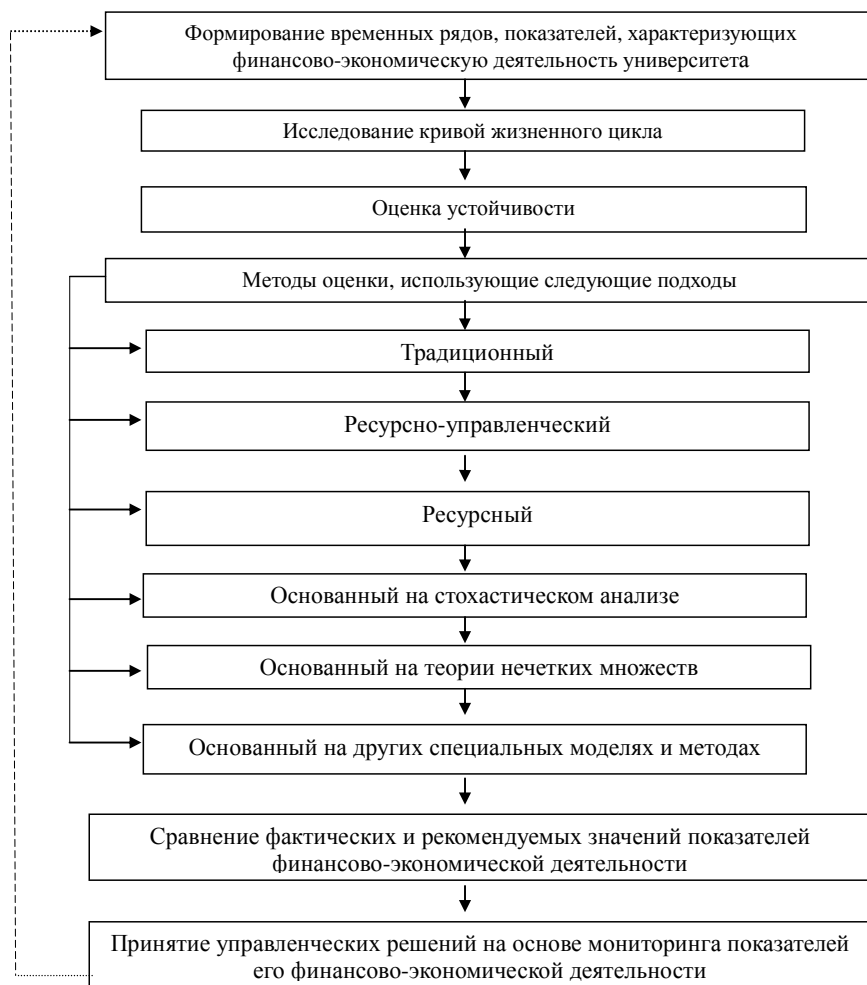 Формирование временных рядов, показателей, характеризующих
финансово-экономическую деятельность университета
Исследование кривой жизненного цикла
Оценка устойчивости
Методы оценки, использующие следующие подходы
Традиционный
Ресурсно-управленческий
Ресурсный
Основанный на стохастическом анализе
Основанный на теории нечетких множеств
Основанный на других специальных моделях и методах
Сравнение фактических и рекомендуемых значений показателей
финансово-экономической деятельности
Принятие управленческих решений на основе мониторинга показателей
его финансово-экономической деятельности